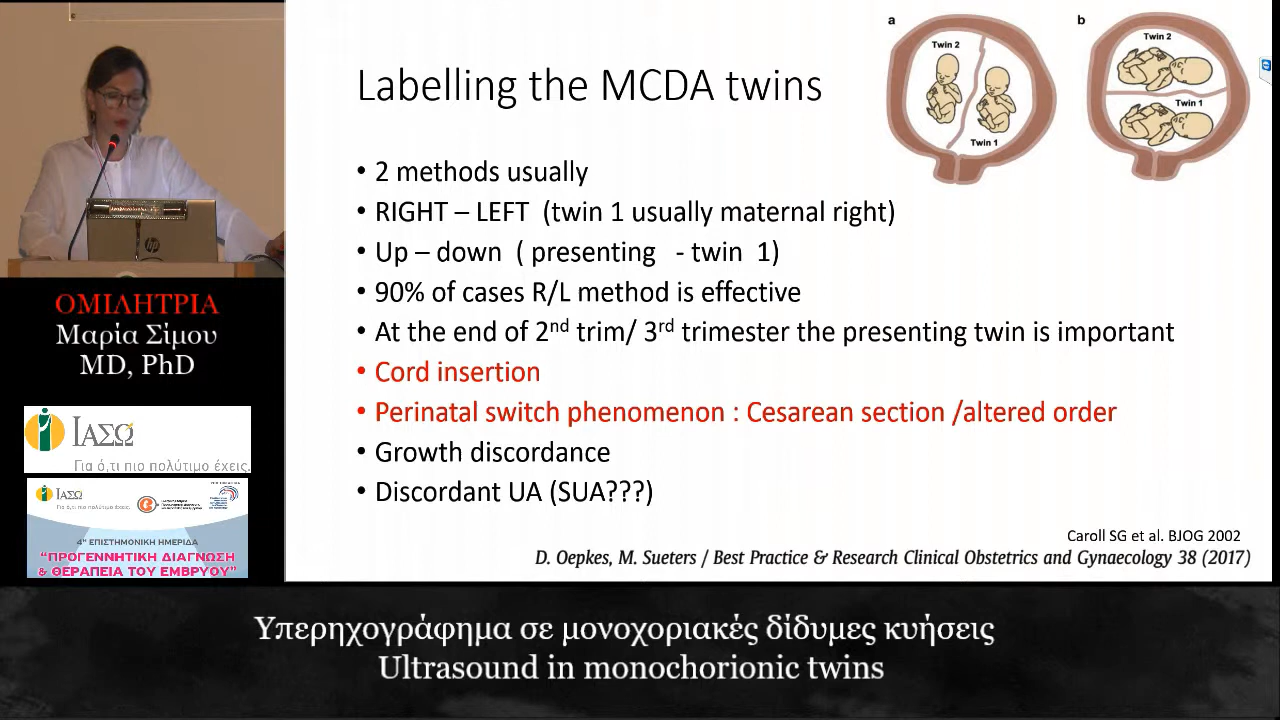 Labelling the MCDA twins
a
Twin 2
Twin 1
b
Twin 2
Twin 1
• 2 methods usually
• RIGHT – LEFT (twin 1 usually maternal right)
• Up – down ( presenting - twin 1)
• 90% of cases R/L method is effective
• At the end of 2nd trim/ 3rd trimester the presenting twin is important
• Cord insertion
• Perinatal switch phenomenon : Cesarean section /altered order
• Growth discordance
• Discordant UA (SUA???)
Caroll SG et al. BJOG 2002
D. Oepkes, M. Sueters / Best Practice & Research Clinical Obstetrics and Gynaecology 38 (2017)
hp
ΟΜΙΛΗΤΡΙΑ
Μαρία Σίμου
MD, PhD
ΙΑΣΩ
Για ό,τι πιο πολύτιμο έχεις.
ΙΑΣΩ
4η ΕΠΙΣΤΗΜΟΝΙΚΗ ΗΜΕΡΙΔΑ
“ΠΡΟΓΕΝΝΗΤΙΚΗ ΔΙΑΓΝΩΣΗ
& ΘΕΡΑΠΕΙΑ ΤΟΥ ΕΜΒΡΥΟΥ”
Υπερηχογράφημα σε μονοχοριακές δίδυμες κυήσεις
Ultrasound in monochorionic twins